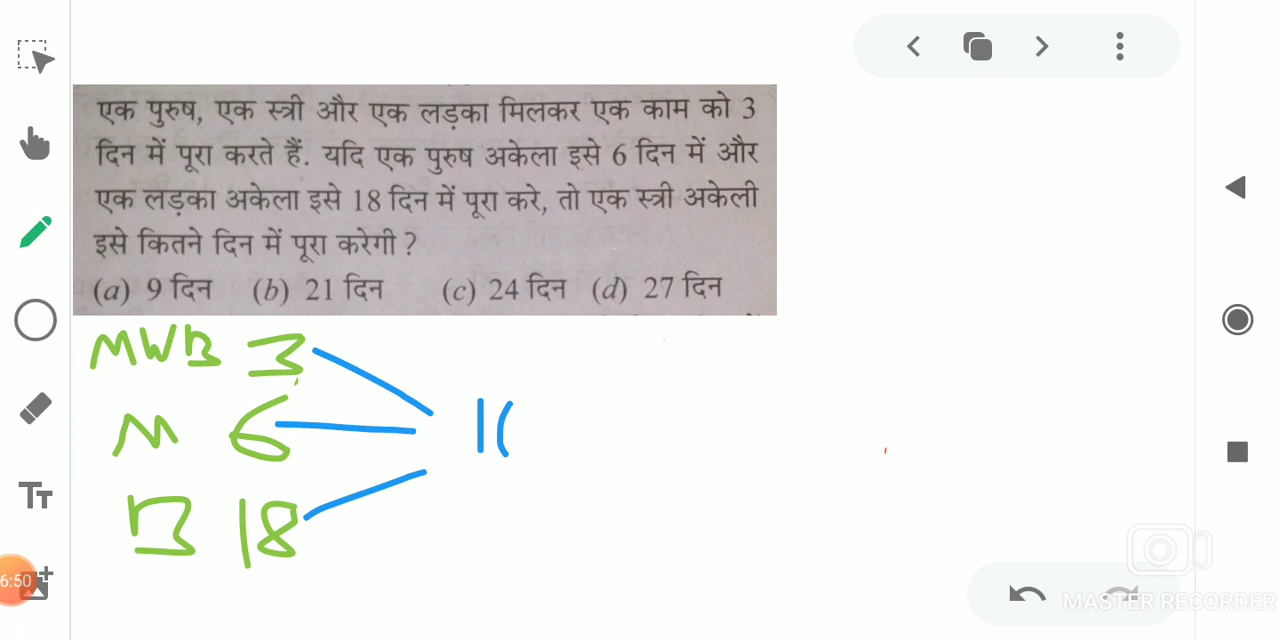 एक पुरुष, एक स्त्री और एक लड़का मिलकर एक काम को 3
दिन में पूरा करते हैं. यदि एक पुरुष अकेला इसे 6 दिन में और
एक लड़का अकेला इसे 18 दिन में पूरा करे, तो एक स्त्री अकेली
इसे कितने दिन में पूरा करेगी ?
(a) 9 दिन (b) 21 दिन (c) 24 दिन (d) 27 दिन
MWB 3
M 6
B 18
Tт
6:50
MASTER RECORDER